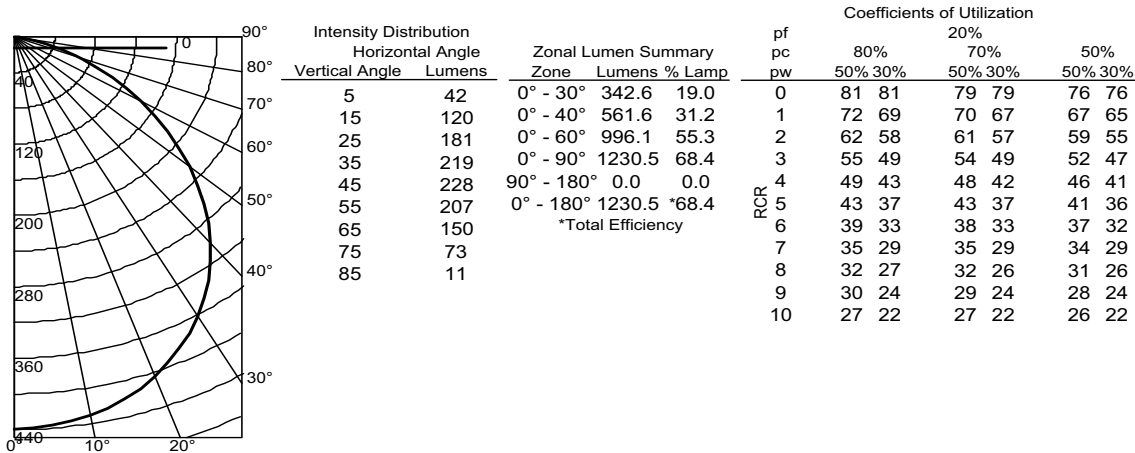 90°
80°
70°
60°
50°
40°
30°
0
40
120
200
280
360
440
0° 10° 20°
Intensity Distribution
Horizontal Angle
Vertical Angle Lumens
5 42
15 120
25 181
35 219
45 228
55 207
65 150
75 73
85 11
Zonal Lumen Summary
Zone Lumens % Lamp
0° - 30° 342.6 19.0
0° - 40° 561.6 31.2
0° - 60° 996.1 55.3
0° - 90° 1230.5 68.4
90° - 180° 0.0 0.0
0° - 180° 1230.5 *68.4
*Total Efficiency
Coefficients of Utilization
pf 20%
pc 80% 70% 50%
pw 50% 30% 50% 30% 50% 30%
RCR
0 81 81 79 79 76 76
1 72 69 70 67 67 65
2 62 58 61 57 59 55
3 55 49 54 49 52 47
4 49 43 48 42 46 41
5 43 37 43 37 41 36
6 39 33 38 33 37 32
7 35 29 35 29 34 29
8 32 27 32 26 31 26
9 30 24 29 24 28 24
10 27 22 27 22 26 22